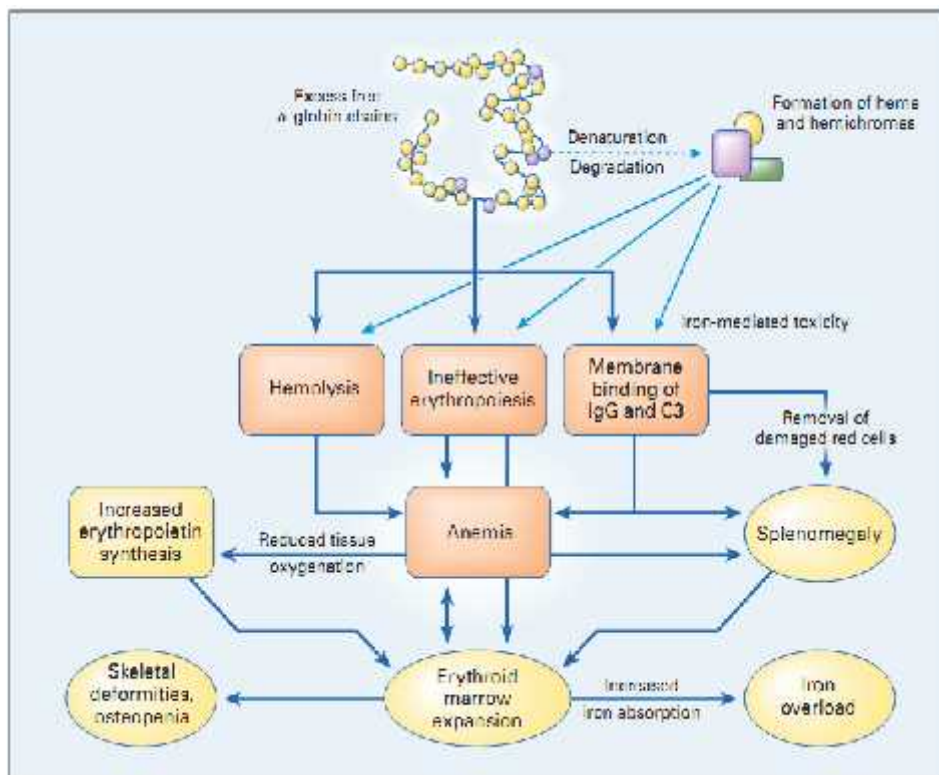 Excess free
α-globin chains
Denaturation
Degradation
Formation of heme
and hemichromes
Iron-mediated toxicity
Hemolysis
Ineffective
erythropoiesis
Membrane
binding of
IgG and C3
Removal of
damaged red cells
Increased
erythropoietin
synthesis
Reduced tissue
oxygenation
Anemia
Splenomegaly
Skeletal
deformities,
osteopenia
Erythroid
marrow
expansion
Increased
iron absorption
Iron
overload